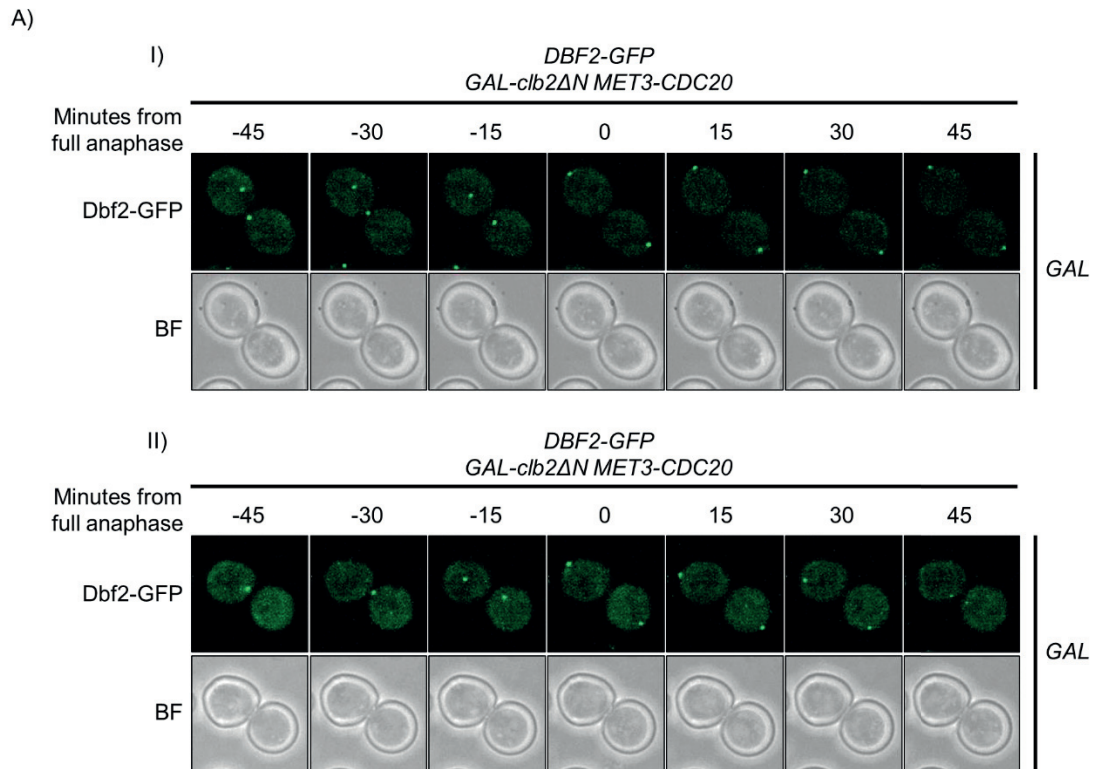 A)
I)
DBF2-GFP
GAL-clb2ΔN MET3-CDC20
Minutes from
full anaphase
-45 -30 -15 0 15 30 45
Dbf2-GFP
BF
GAL
II)
DBF2-GFP
GAL-clb2ΔN MET3-CDC20
Minutes from
full anaphase
-45 -30 -15 0 15 30 45
Dbf2-GFP
BF
GAL